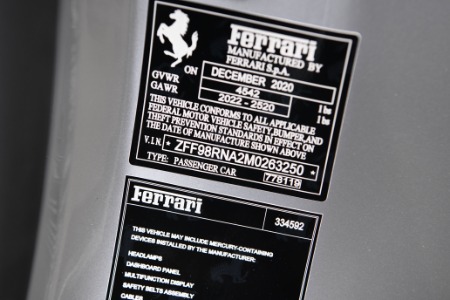 Ferrari
MANUFACTURED BY
FERRARI S.p.A.
ON DECEMBER 2020
GVWR 4542 lbs
GAWR 2022 - 2520 lbs
THIS VEHICLE CONFORMS TO ALL APPLICABLE
FEDERAL MOTOR VEHICLE SAFETY, BUMPER, AND
THEFT PREVENTION STANDARDS IN EFFECT ON
THE DATE OF MANUFACTURE SHOWN ABOVE
V.I.N. * ZFF98RNA2M0263250 *
TYPE: PASSENGER CAR 778119
Ferrari 334592
THIS VEHICLE MAY INCLUDE MERCURY-CONTAINING
DEVICES INSTALLED BY THE MANUFACTURER:
HEADLAMPS
DASHBOARD PANEL
MULTIFUNCTION DISPLAY
SAFETY BELTS ASSEMBLY
CABLES